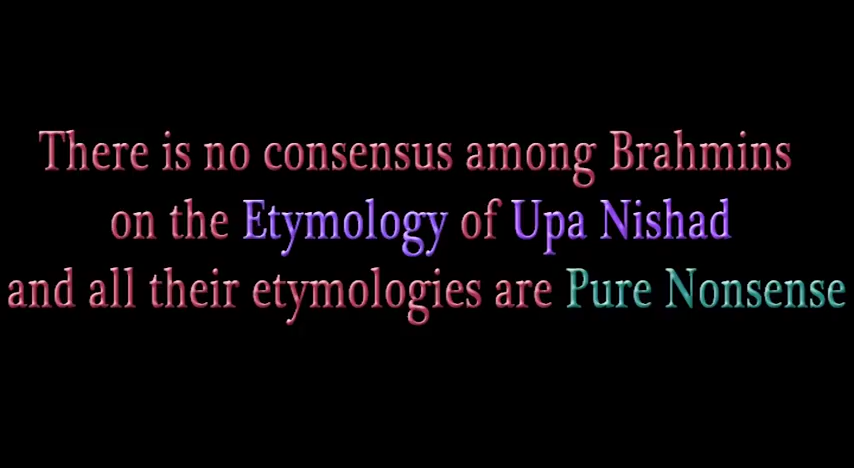 There is no consensus among Brahmins
on the Etymology of Upa Nishad
and all their etymologies are Pure Nonsense